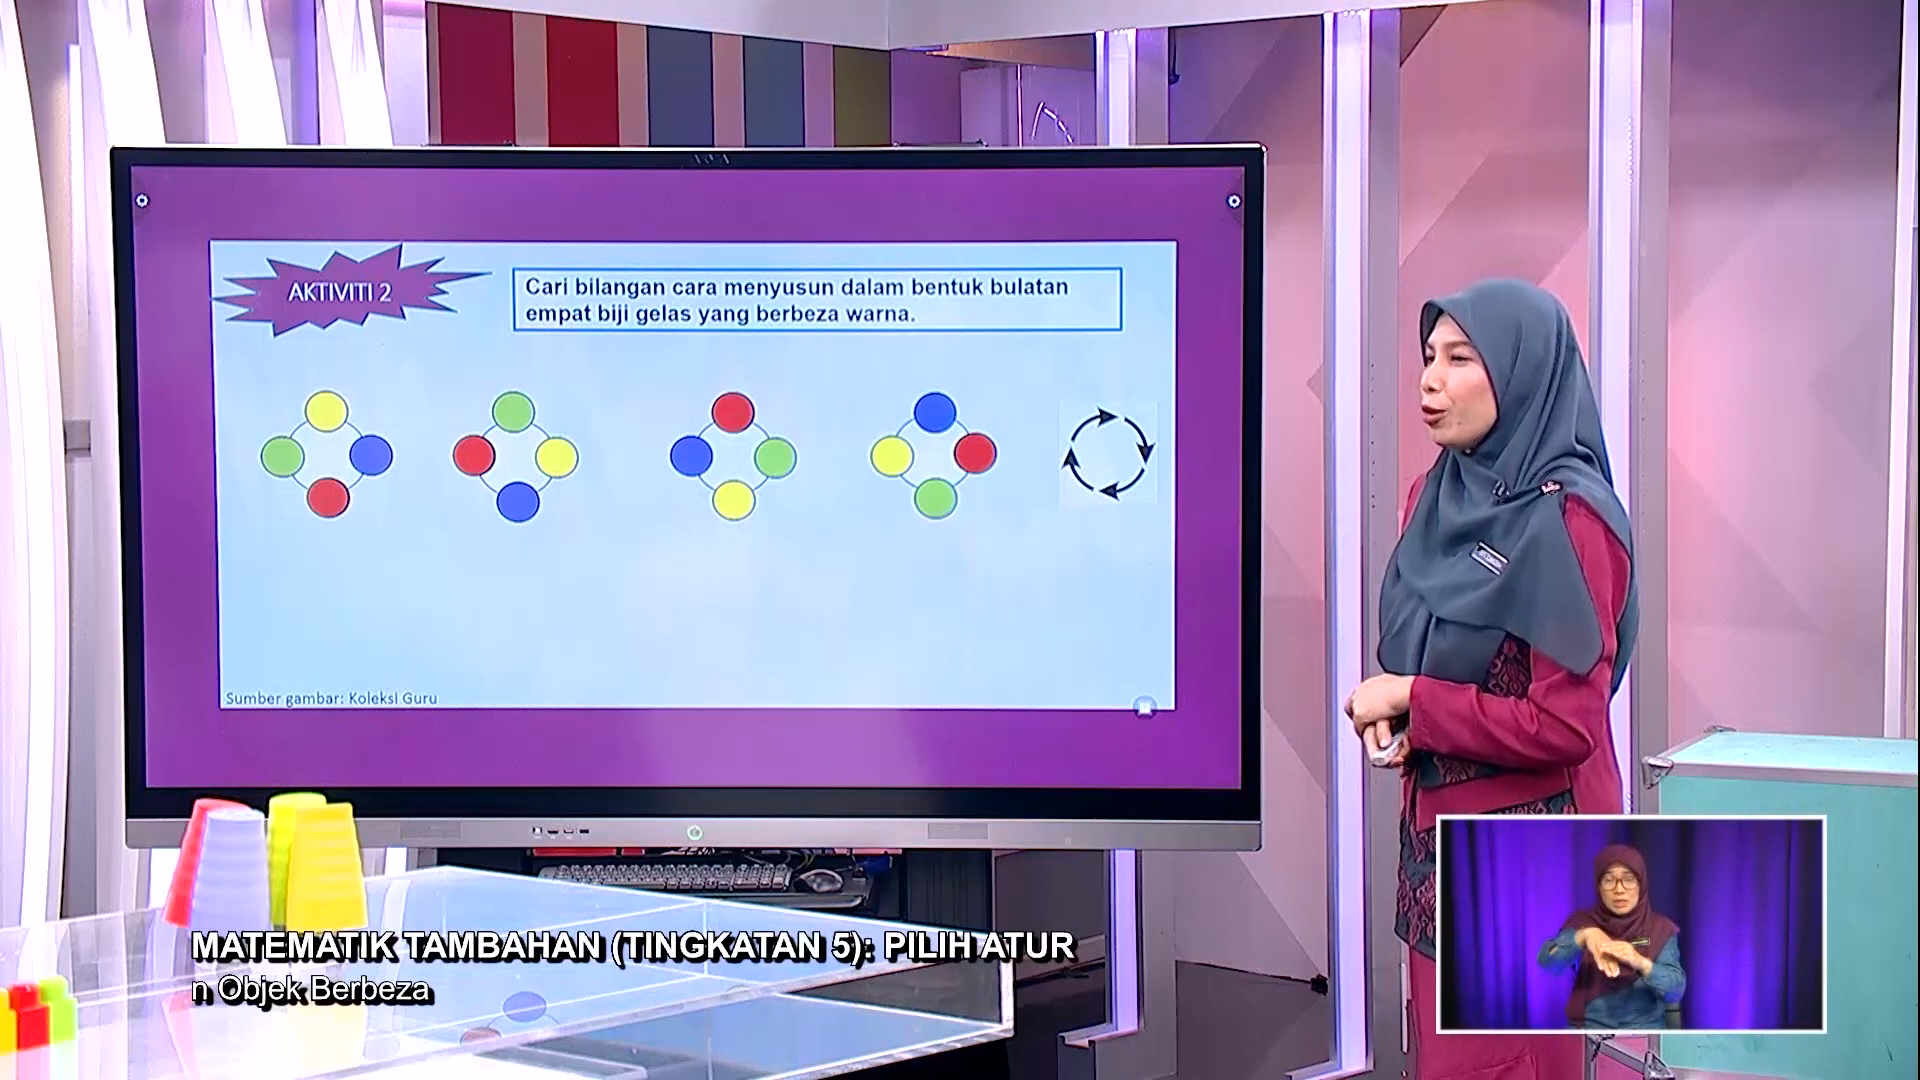 AKTIVITI 2
Cari bilangan cara menyusun dalam bentuk bulatan
empat biji gelas yang berbeza warna.
Sumber gambar: Koleksi Guru
MATEMATIK TAMBAHAN (TINGKATAN 5): PILIH ATUR
n Objek Berbeza